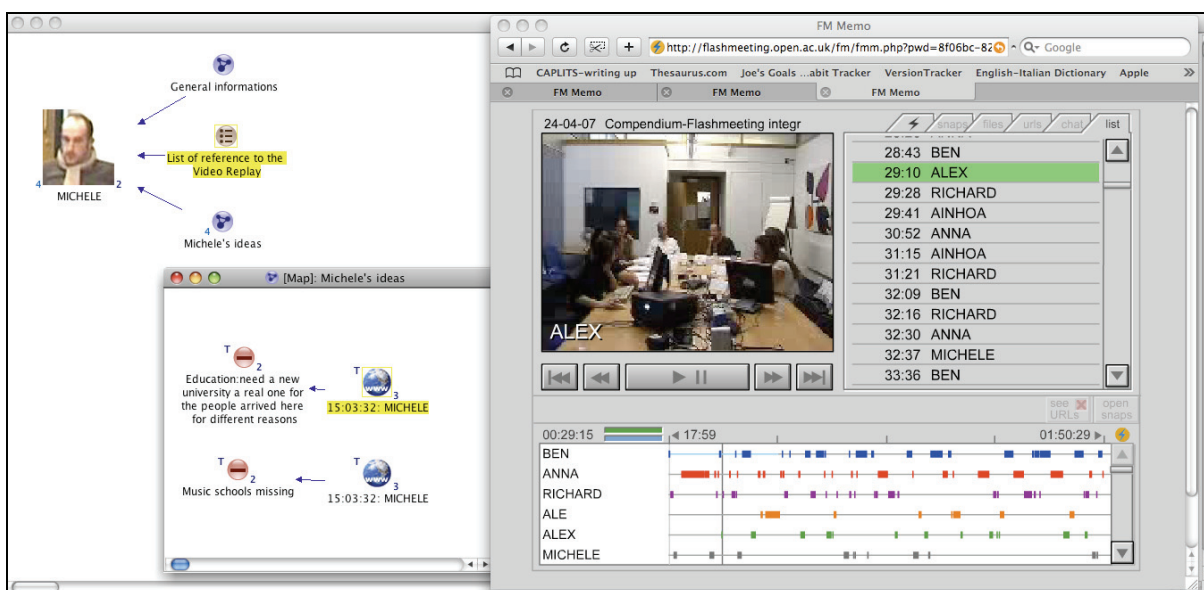 General informations
List of reference to the
Video Replay
4
2
MICHELE
4
Michele's ideas
[Map]: Michele's ideas
T
2
Education:need a new
university a real one for
the people arrived here
for different reasons
T
3
15:03:32: MICHELE
T
2
Music schools missing
T
3
15:03:32: MICHELE
FM Memo
http://flashmeeting.open.ac.uk/fm/fmm.php?pwd=8f06bc-82
Google
CAPLITS-writing up Thesaurus.com Joe's Goals ...abit Tracker VersionTracker English-Italian Dictionary Apple
FM Memo FM Memo FM Memo
24-04-07 Compendium-Flashmeeting integr
snaps files urls chat list
ALEX
28:43 BEN
29:10 ALEX
29:28 RICHARD
29:41 AINHOA
30:52 ANNA
31:15 AINHOA
31:21 RICHARD
32:09 BEN
32:16 RICHARD
32:30 ANNA
32:37 MICHELE
33:36 BEN
see URLs
open snaps
00:29:15 17:59 01:50:29
BEN
ANNA
RICHARD
ALE
ALEX
MICHELE